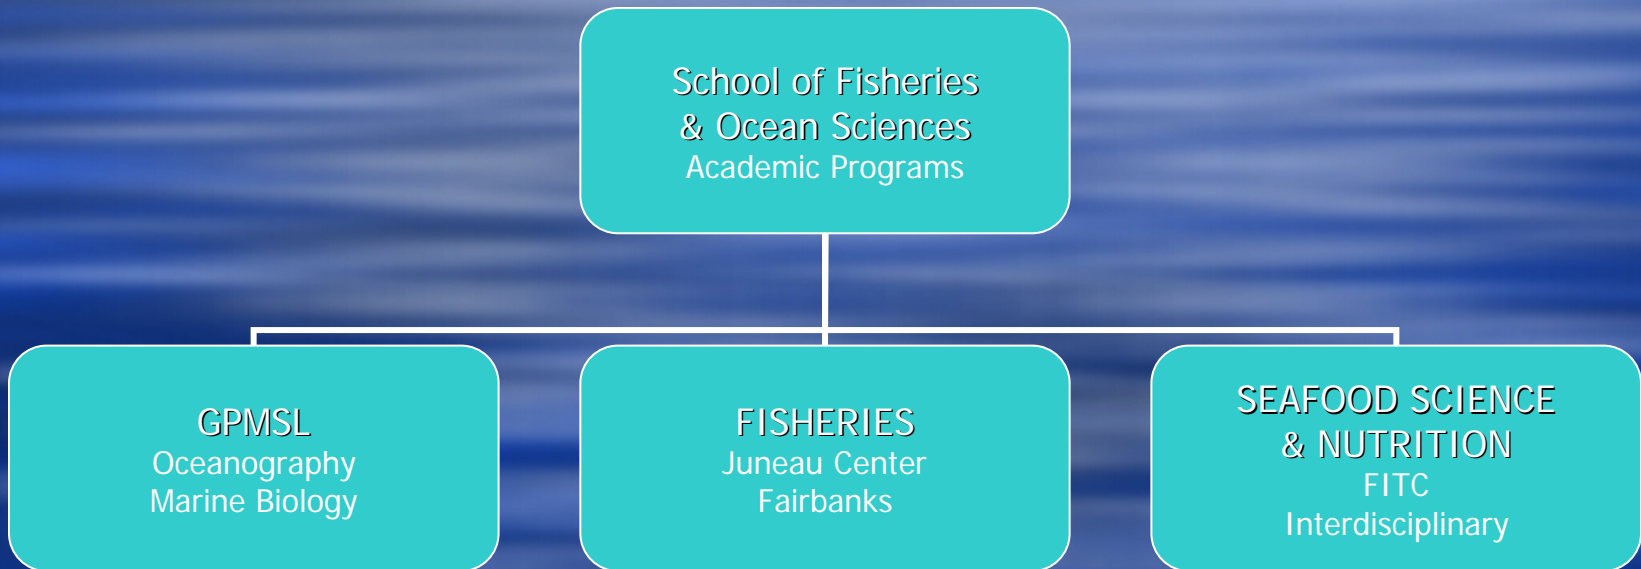 School of Fisheries
& Ocean Sciences
Academic Programs
GPMSL
Oceanography
Marine Biology
FISHERIES
Juneau Center
Fairbanks
SEAFOOD SCIENCE
& NUTRITION
FITC
Interdisciplinary